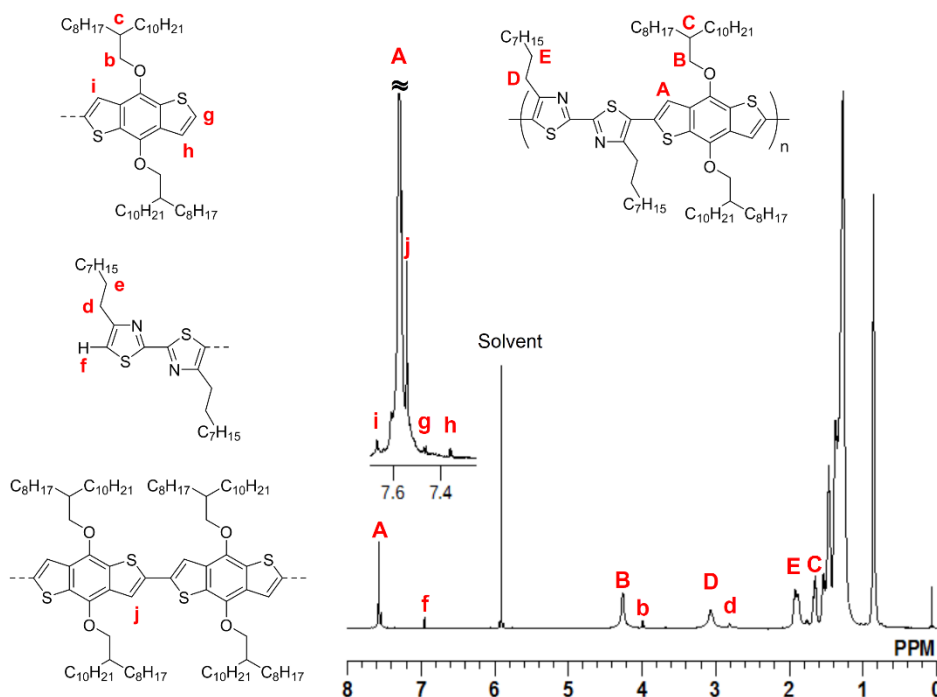 C₈H₁₇ c C₁₀H₂₁
b
O
i
S
g
S
h
O
C₁₀H₂₁ C₈H₁₇
C₇H₁₅
e
d
N
S
H
f
S
N
C₇H₁₅
C₈H₁₇ C₁₀H₂₁ C₈H₁₇ C₁₀H₂₁
O O
S S
S S
j
O O
C₁₀H₂₁ C₈H₁₇ C₁₀H₂₁ C₈H₁₇
A
≈
j
i
g
h
7.6 7.4
C₇H₁₅
E
D
C₈H₁₇ C C₁₀H₂₁
B
O
A
N
S
S
S
N
S
n
O
C₇H₁₅
C₁₀H₂₁ C₈H₁₇
Solvent
A
f
B
b
D
d
E
C
PPM
8 7 6 5 4 3 2 1 0